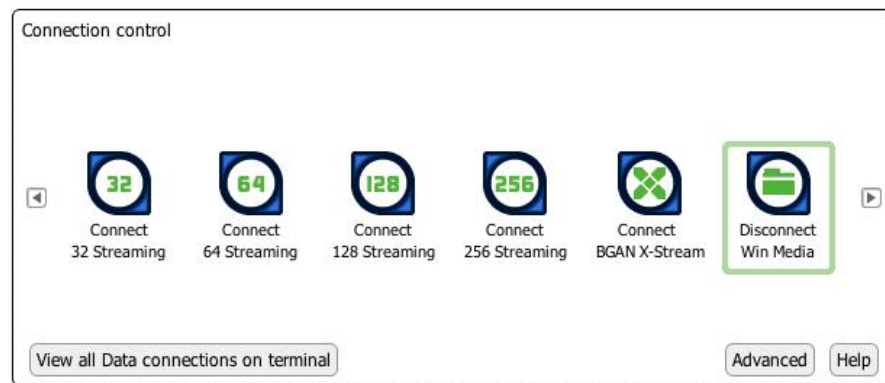 Connection control
32
64
128
256
Connect
32 Streaming
Connect
64 Streaming
Connect
128 Streaming
Connect
256 Streaming
Connect
BGAN X-Stream
Disconnect
Win Media
View all Data connections on terminal
Advanced
Help